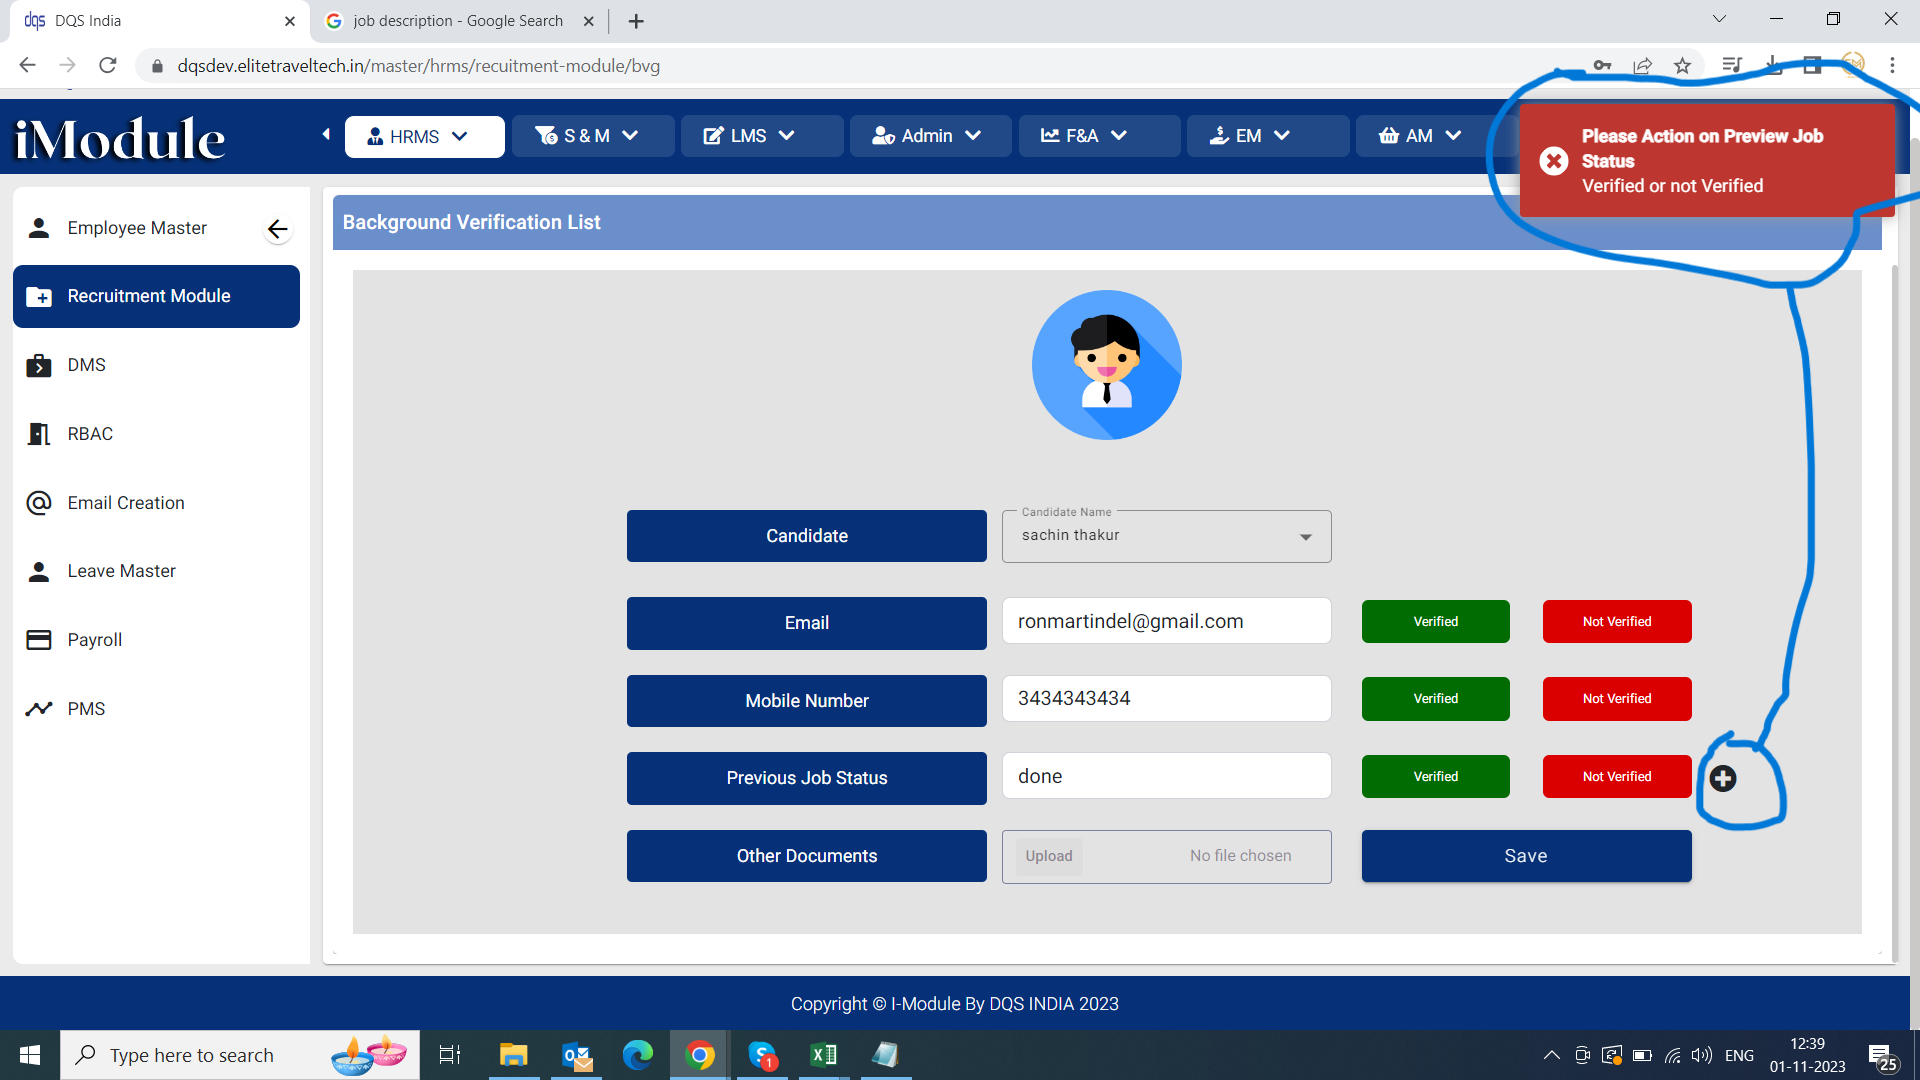 dqs DQS India
job description - Google Search
dqsdev.elitetraveltech.in/master/hrms/recuitment-module/bvg
iModule
HRMS
S & M
LMS
Admin
F&A
EM
AM
Please Action on Preview Job
Status
Verified or not Verified
Employee Master
Recruitment Module
DMS
RBAC
Email Creation
Leave Master
Payroll
PMS
Background Verification List
Candidate
Candidate Name
sachin thakur
Email
ronmartindel@gmail.com
Verified
Not Verified
Mobile Number
3434343434
Verified
Not Verified
Previous Job Status
done
Verified
Not Verified
Other Documents
Upload
No file chosen
Save
Copyright © I-Module By DQS INDIA 2023
Type here to search
1
ENG
12:39
01-11-2023
25